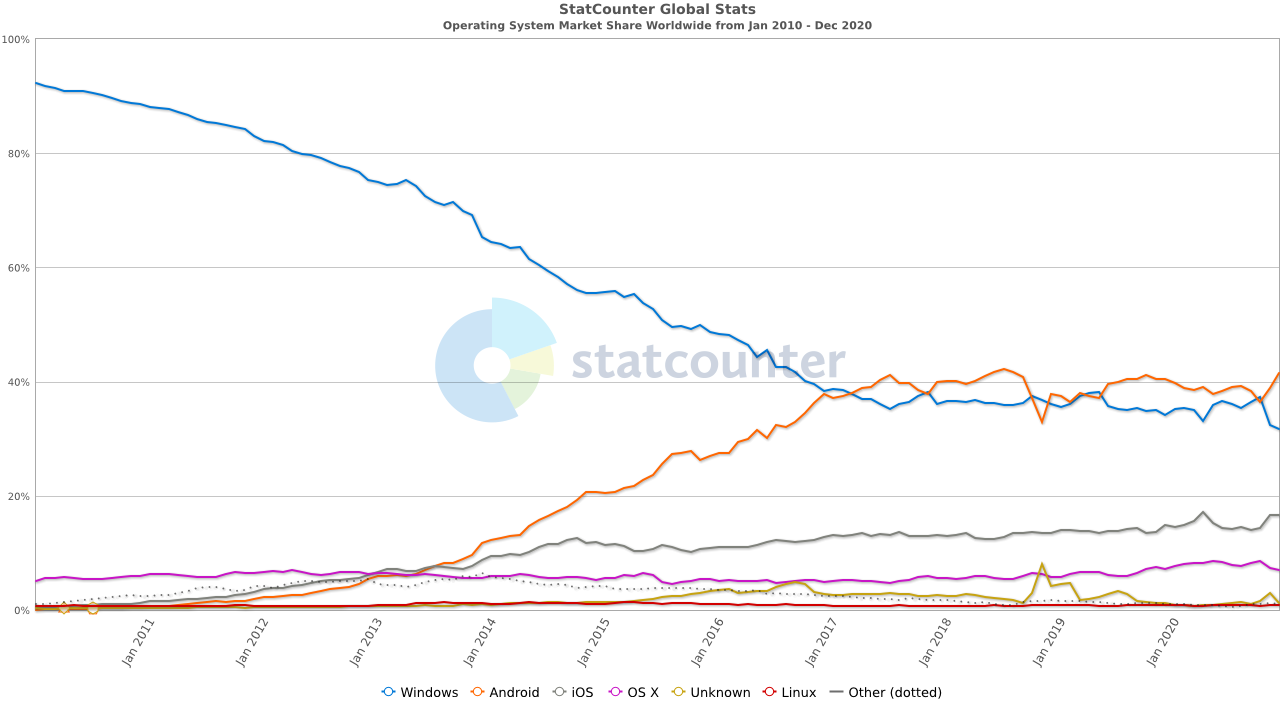 StatCounter Global Stats
Operating System Market Share Worldwide from Jan 2010 - Dec 2020
100%
80%
60%
40%
20%
0%
statcounter
Jan 2011
Jan 2012
Jan 2013
Jan 2014
Jan 2015
Jan 2016
Jan 2017
Jan 2018
Jan 2019
Jan 2020
Windows Android iOS OS X Unknown Linux Other (dotted)